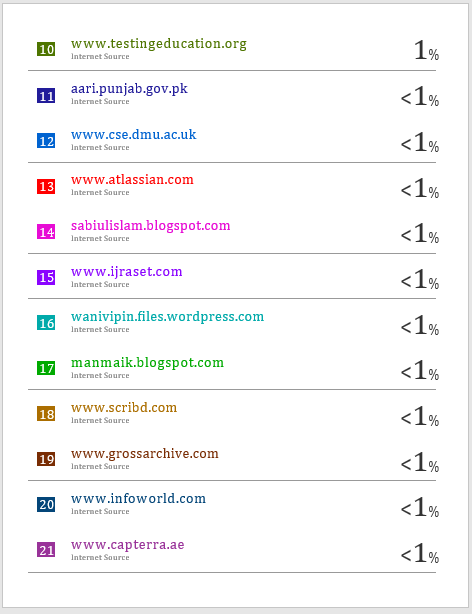 10 www.testingeducation.org 1%
Internet Source
11 aari.punjab.gov.pk <1%
Internet Source
12 www.cse.dmu.ac.uk <1%
Internet Source
13 www.atlassian.com <1%
Internet Source
14 sabiulislam.blogspot.com <1%
Internet Source
15 www.ijraset.com <1%
Internet Source
16 wanivipin.files.wordpress.com <1%
Internet Source
17 manmaik.blogspot.com <1%
Internet Source
18 www.scribd.com <1%
Internet Source
19 www.grossarchive.com <1%
Internet Source
20 www.infoworld.com <1%
Internet Source
21 www.capterra.ae <1%
Internet Source